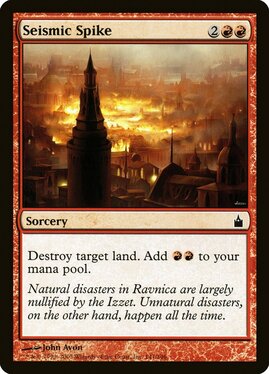 Seismic Spike 2
Sorcery
Destroy target land. Add to your
mana pool.
Natural disasters in Ravnica are largely
nullified by the Izzet. Unnatural disasters,
on the other hand, happen all the time.
John Avon